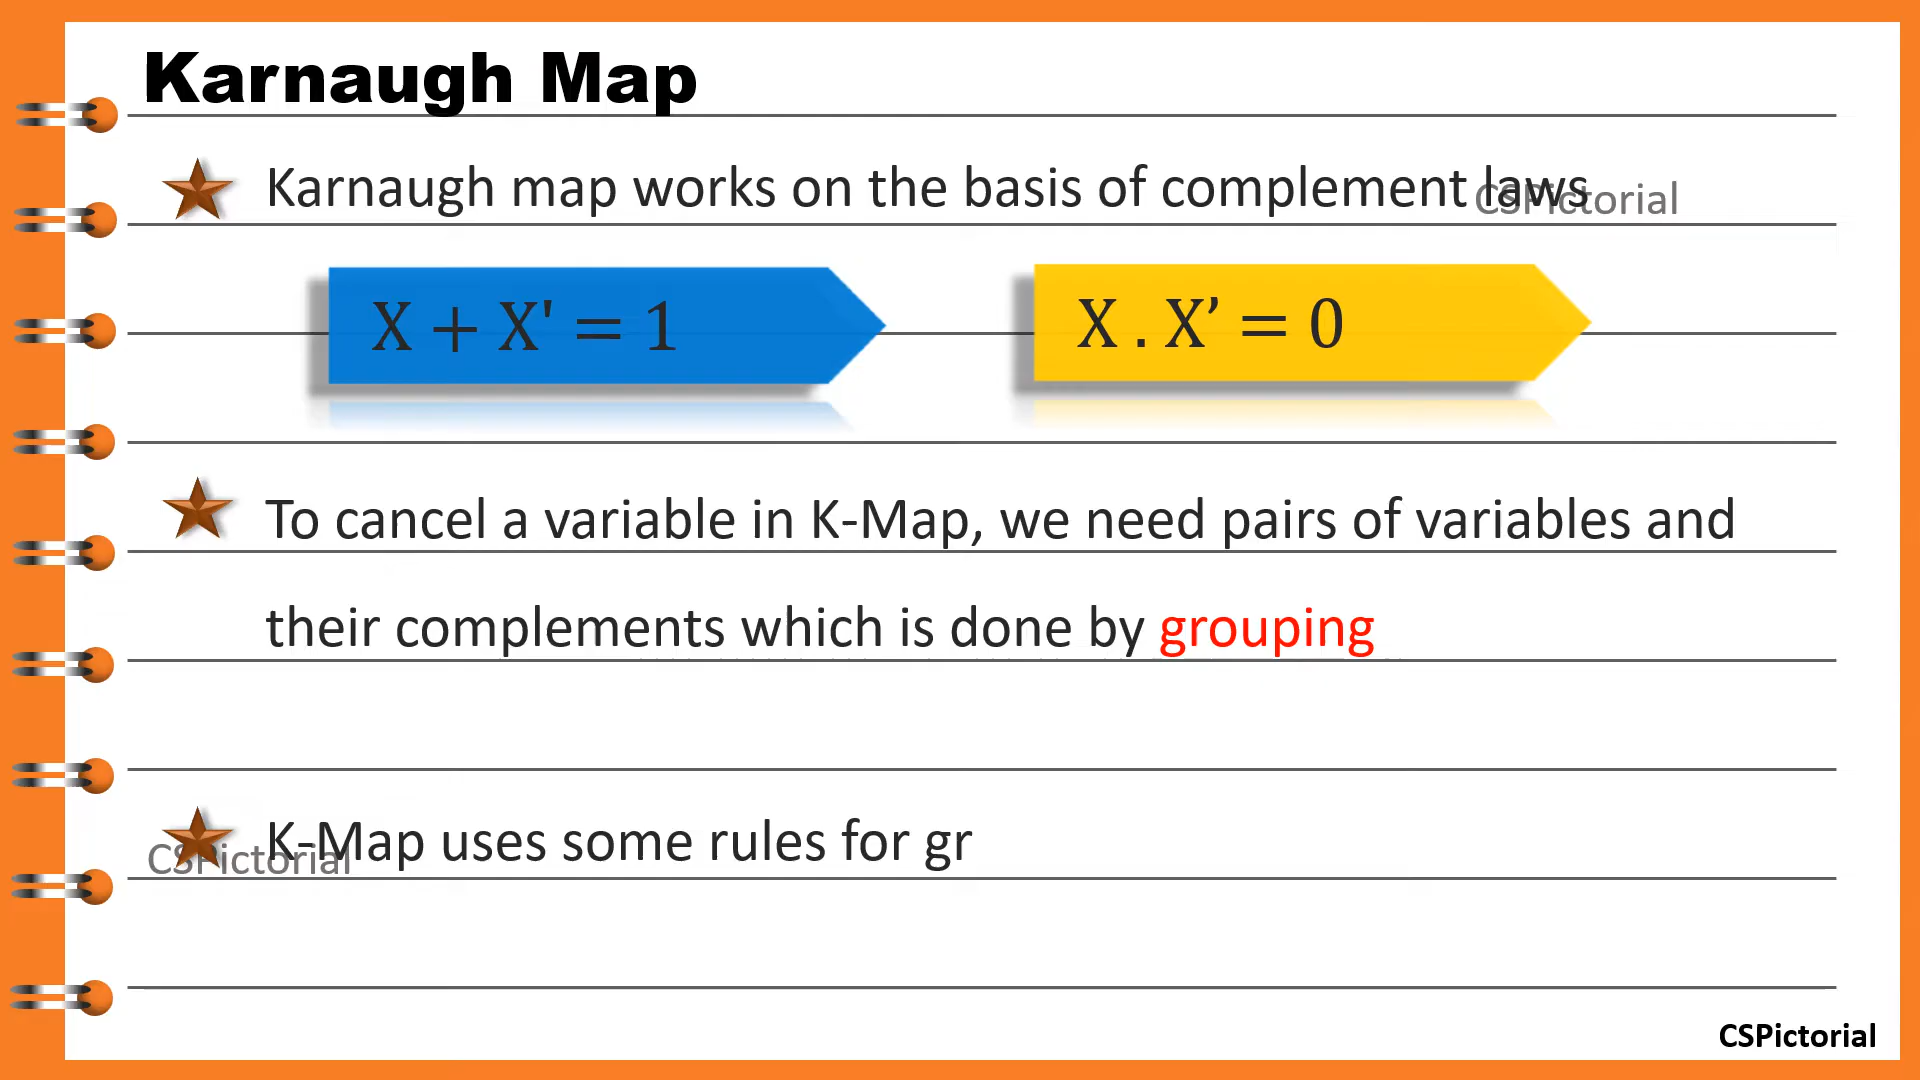 Karnaugh Map
Karnaugh map works on the basis of complement laws
CSPictorial
X + X' = 1
X . X’ = 0
To cancel a variable in K-Map, we need pairs of variables and
their complements which is done by grouping
K-Map uses some rules for gr
CSPictorial
CSPictorial